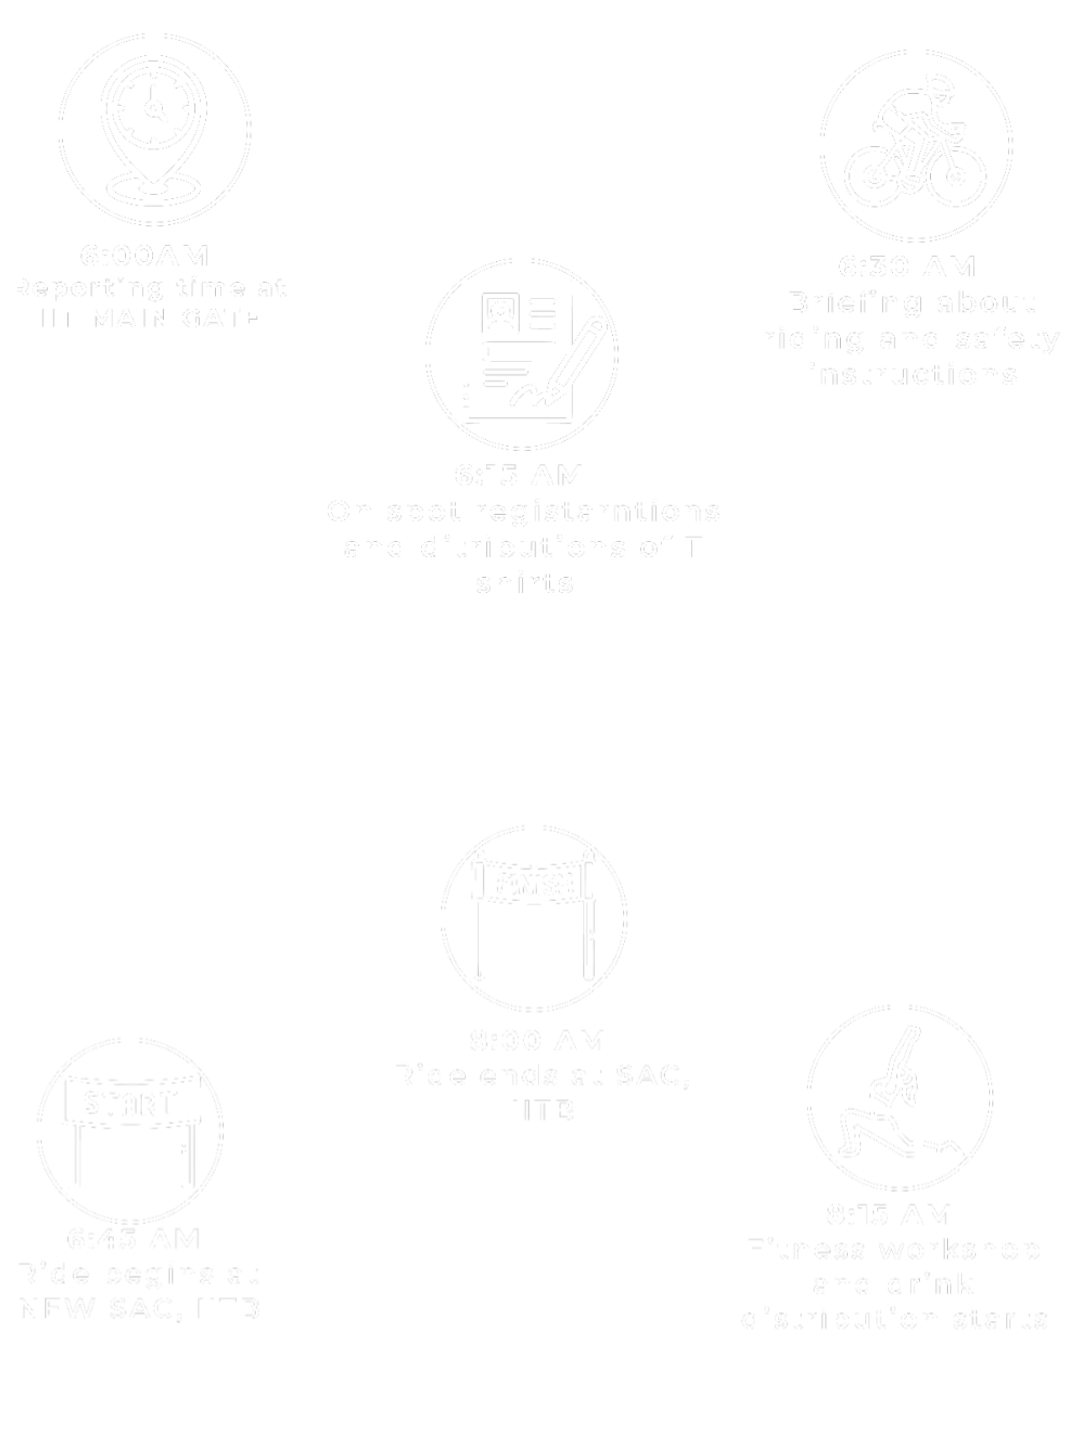 6:00AM
Reporting time at
IIT MAIN GATE
6:15 AM
On spot registarntions
and ditributions of T
shirts
6:30 AM
Briefing about
riding and safety
instructions
START
6:45 AM
Ride begins at
NEW SAC, IITB
FINISH
8:00 AM
Ride ends at SAC,
IITB
8:15 AM
Fitness workshop
and drink
distribution starts